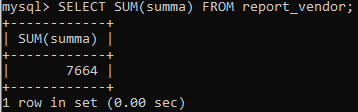 mysql> SELECT SUM(summa) FROM report_vendor;
+------------+
| SUM(summa) |
+------------+
|       7664 |
+------------+
1 row in set (0.00 sec)